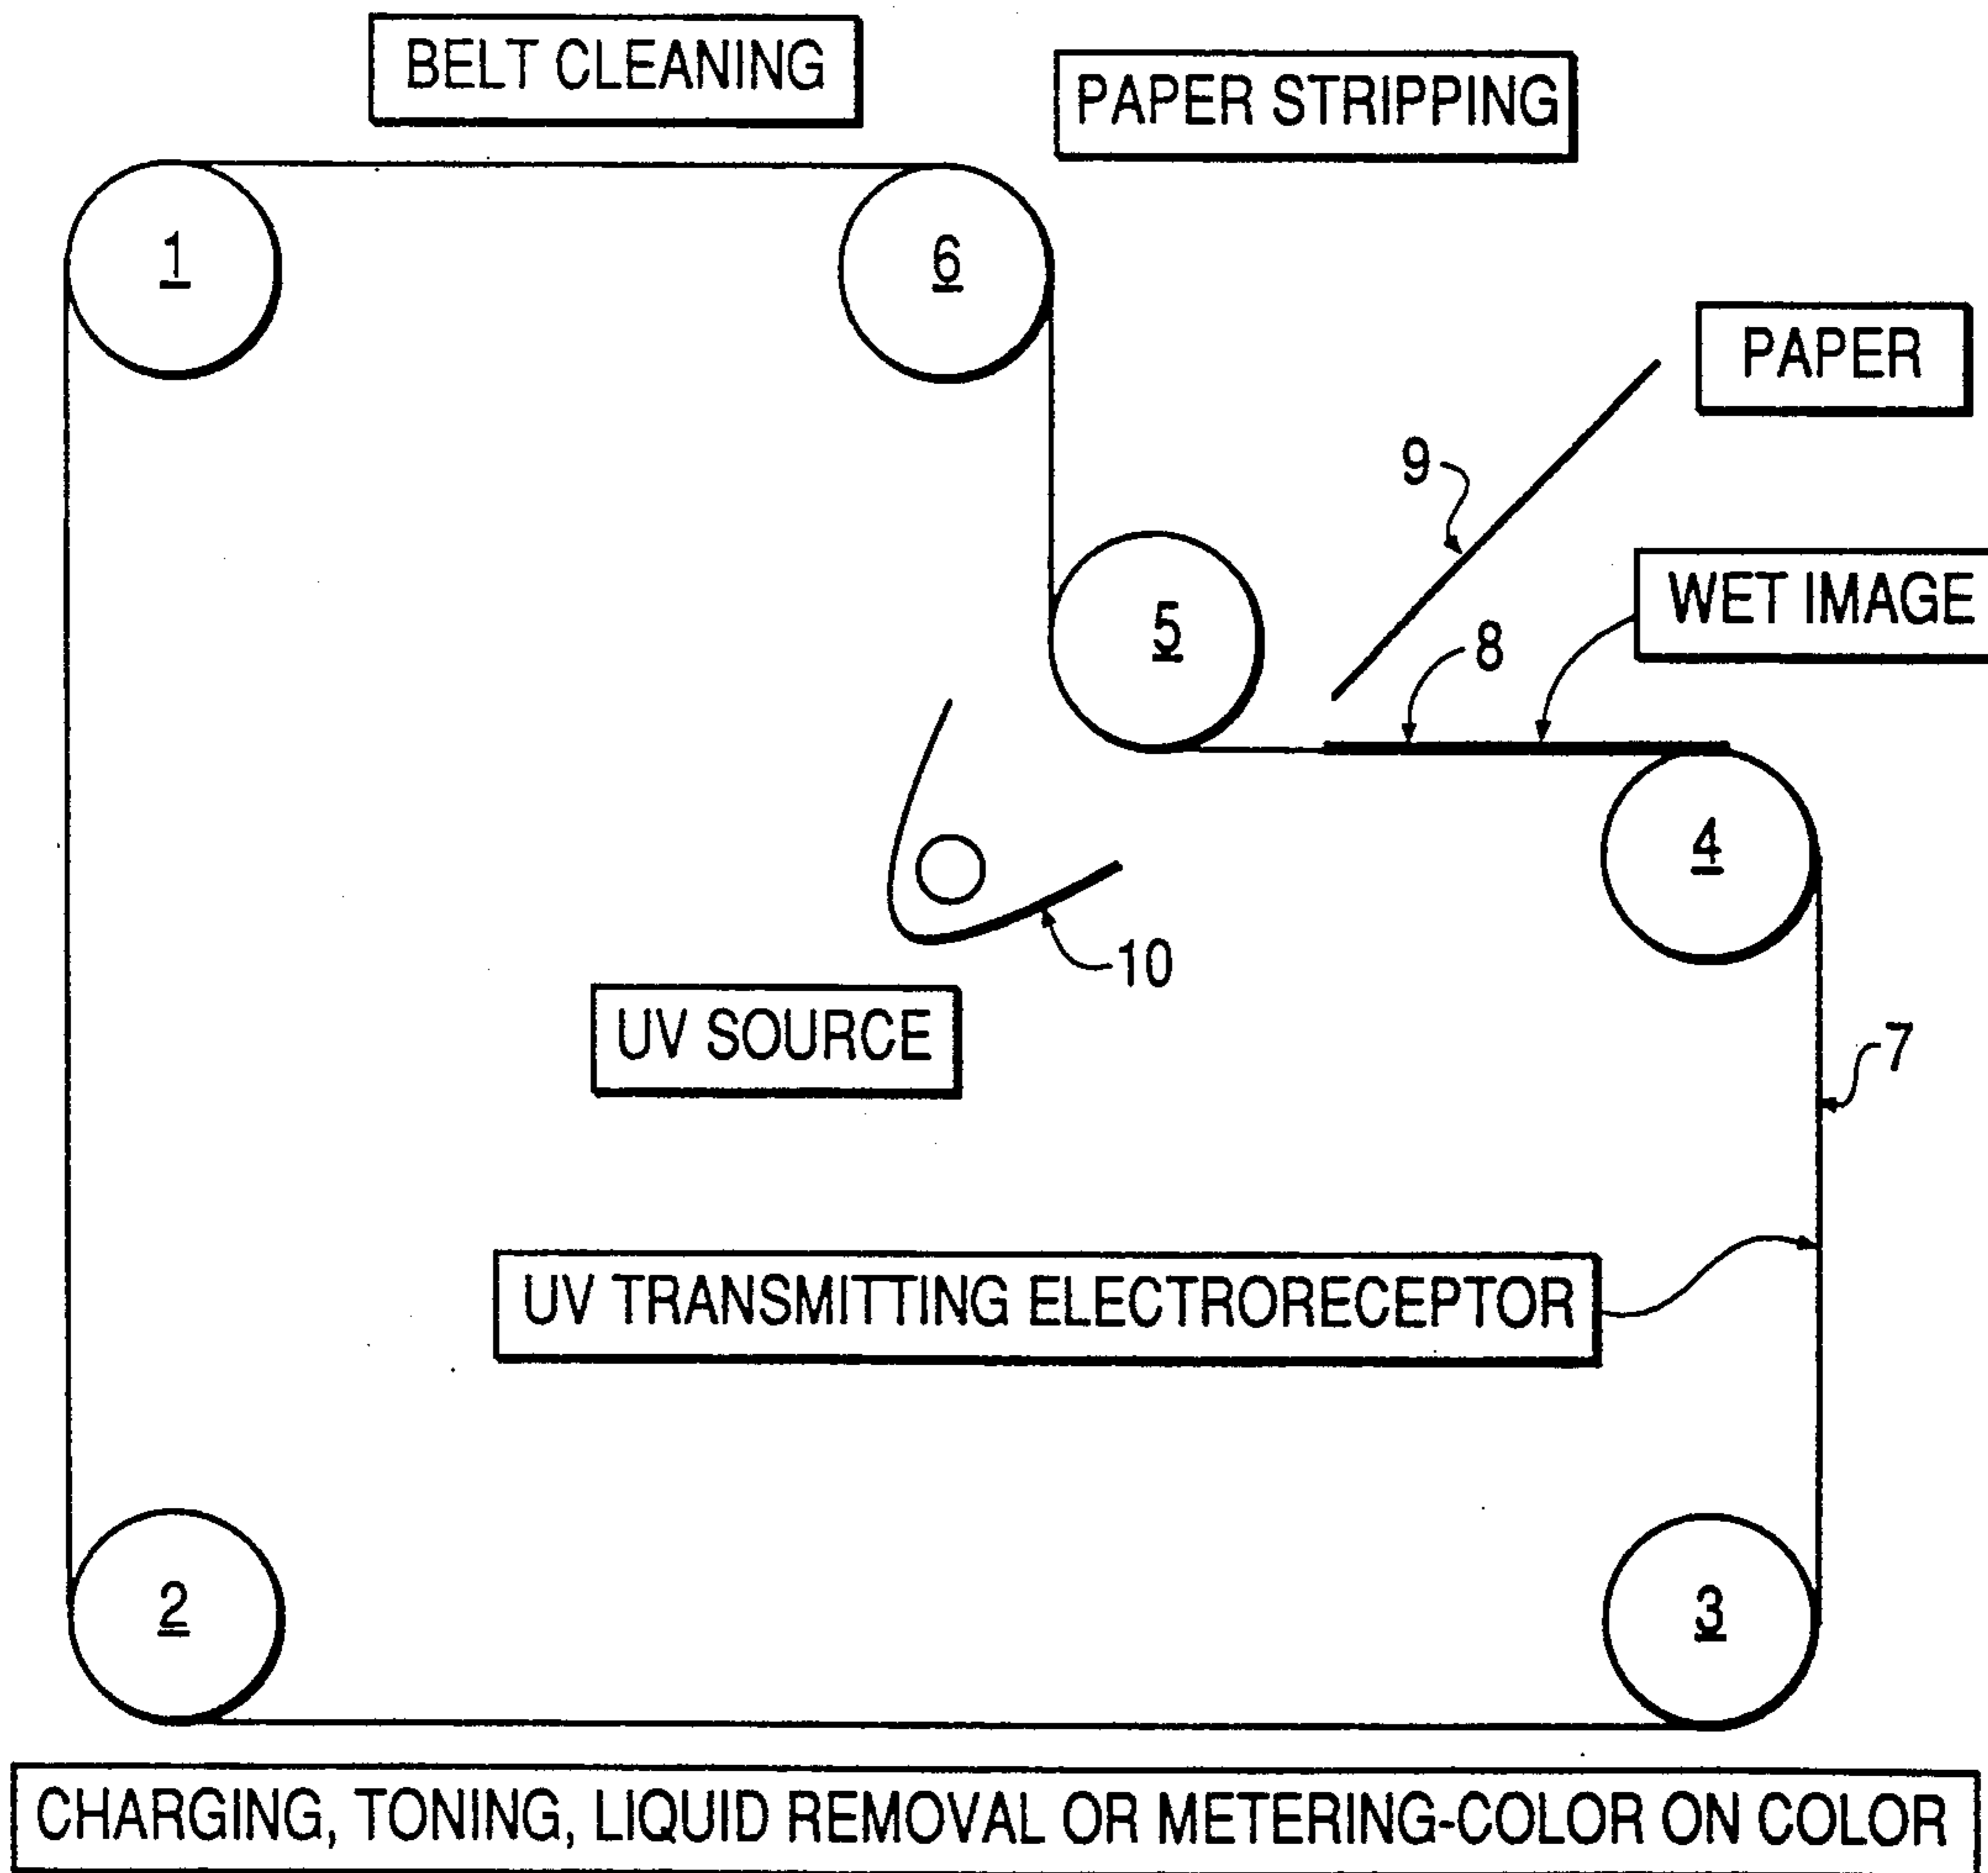 BELT CLEANING
PAPER STRIPPING
1
6
PAPER
9
5
WET IMAGE
8
4
10
UV SOURCE
7
UV TRANSMITTING ELECTRORECEPTOR
2
3
CHARGING, TONING, LIQUID REMOVAL OR METERING-COLOR ON COLOR